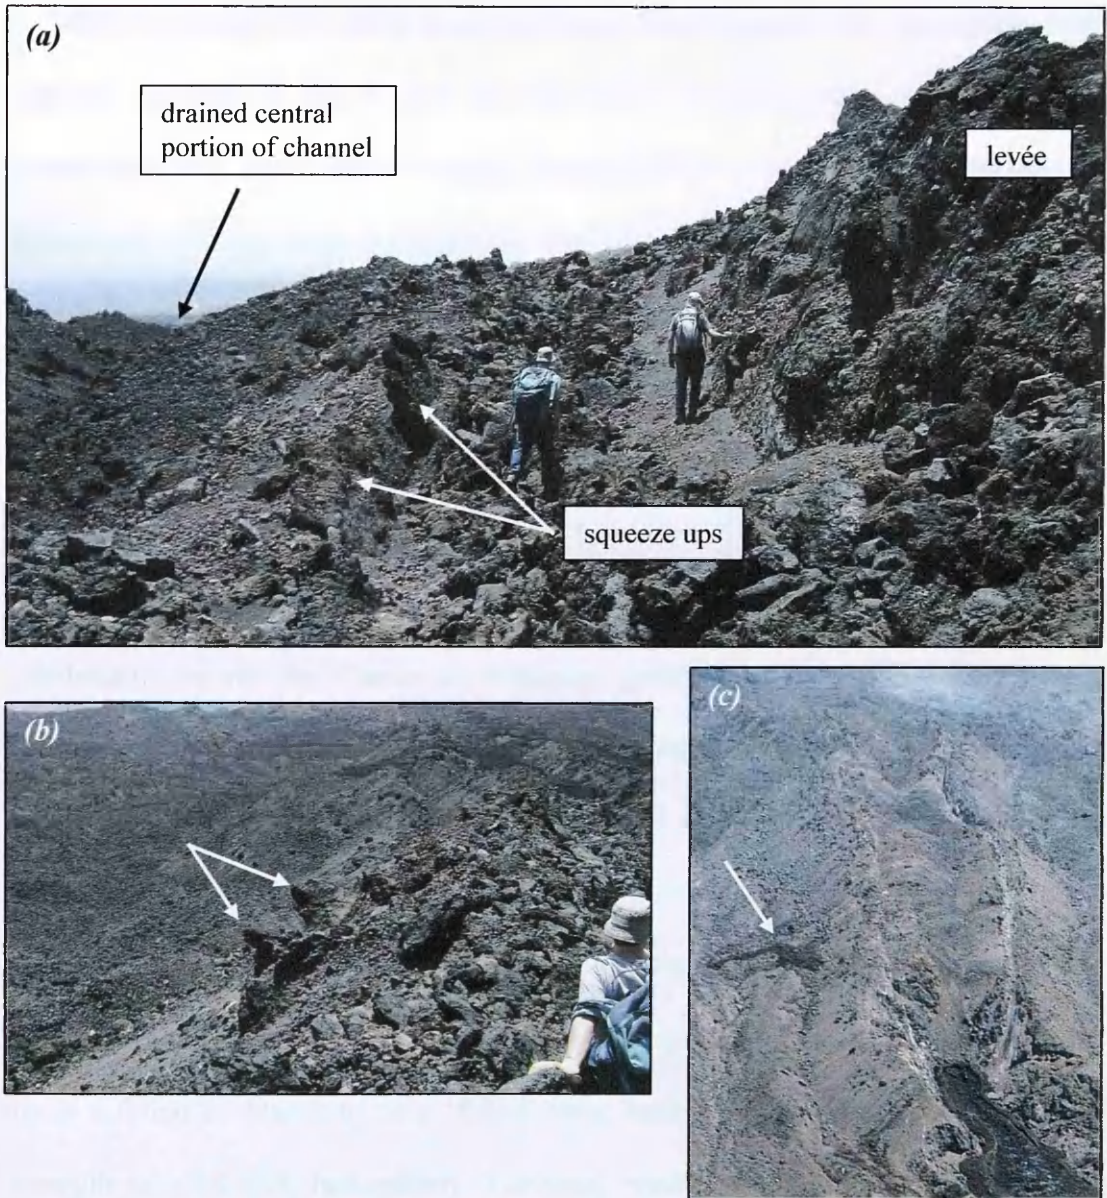 (a)
drained central
portion of channel
levée
squeeze ups
(b)
(c)